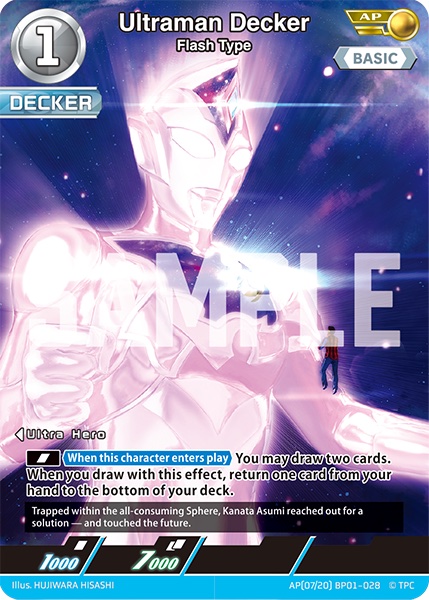 1
Ultraman Decker
Flash Type
AP
BASIC
DECKER
SAMPLE
Ultra Hero
When this character enters play You may draw two cards.
When you draw with this effect, return one card from your
hand to the bottom of your deck.
Trapped within the all-consuming Sphere, Kanata Asumi reached out for a
solution — and touched the future.
1000 7000
Illus. HUJIWARA HISASHI AP(07/20) BP01-028 © TPC